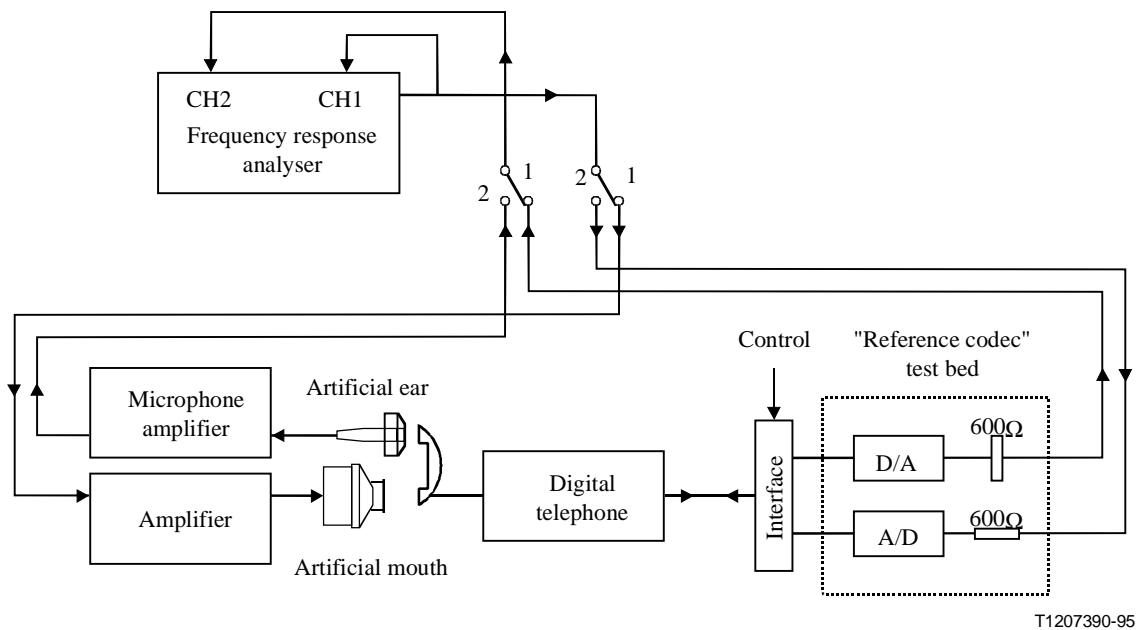 CH2
CH1
Frequency response
analyser
1
2
2
1
Control
"Reference codec"
test bed
Artificial ear
Microphone
amplifier
600Ω
D/A
Digital
telephone
Interface
Amplifier
600Ω
A/D
Artificial mouth
T1207390-95